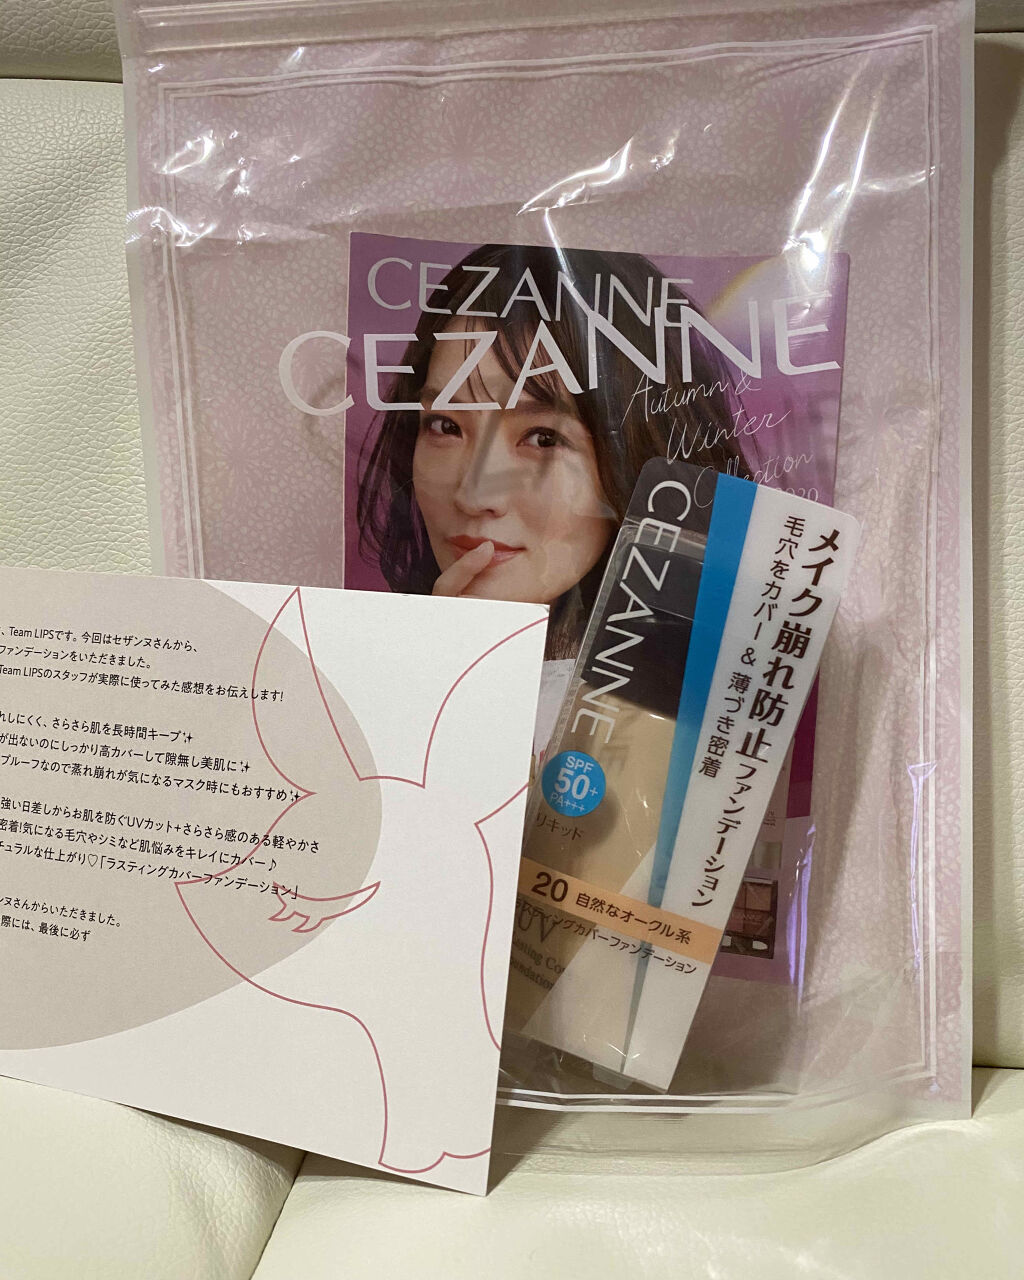 CEZANNE
CEZANNE
Autumn &
Winter
Collection
2020
CEZANNE
メイク崩れ防止ファンデーション
毛穴をカバー & 薄づき密着
SPF
50+
PA+++
リキッド
20 自然なオークル系
ラスティングカバーファンデーション
UV
Lasting Co
undation
、Team LIPSです。今回はセザンヌさんから、
ファンデーションをいただきました。
Team LIPSのスタッフが実際に使ってみた感想をお伝えします!
れしにくく、さらさら肌を長時間キープ✨
が出ないのにしっかり高カバーして隙無し美肌に✨
プルーフなので蒸れ崩れが気になるマスク時にもおすすめ✨
強い日差しからお肌を防ぐUVカット+さらさら感のある軽やかさ
密着!気になる毛穴やシミなど肌悩みをキレイにカバー♪
チュラルな仕上がり♡「ラスティングカバーファンデーション」
ンヌさんからいただきました。
際には、最後に必ず